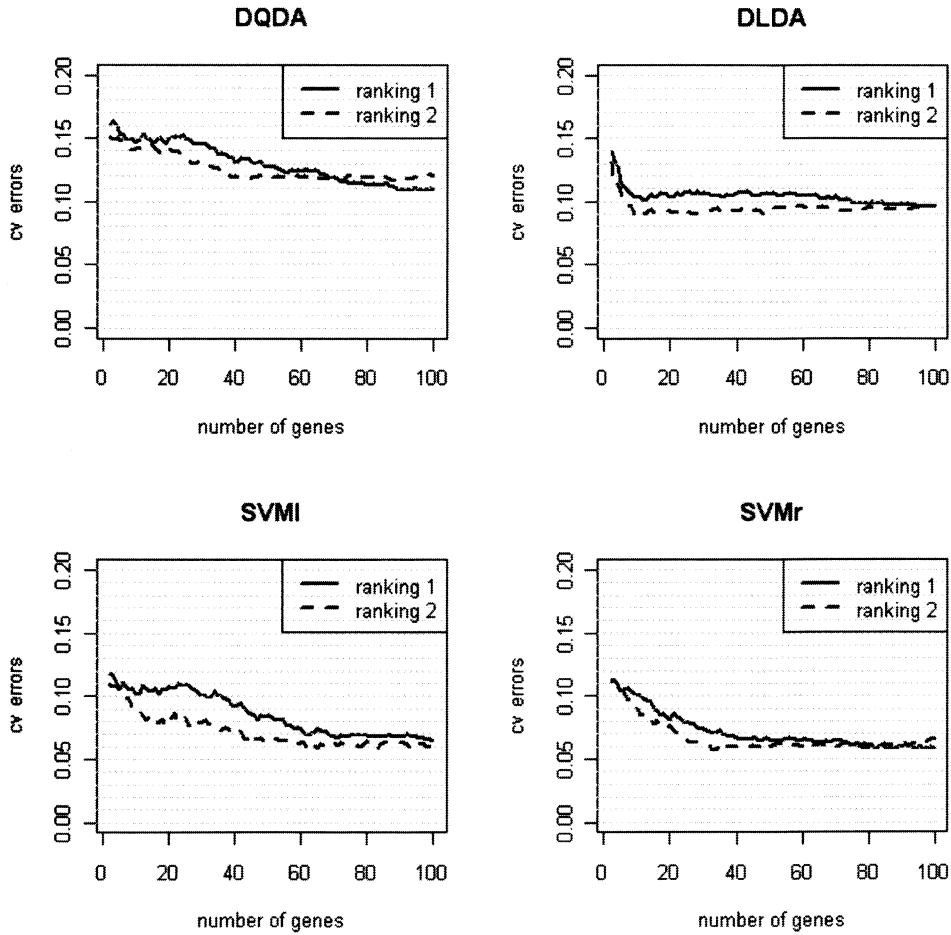 DQDA
ranking 1
ranking 2
cv errors
0.00 0.05 0.10 0.15 0.20
0 20 40 60 80 100
number of genes
DLDA
ranking 1
ranking 2
cv errors
0.00 0.05 0.10 0.15 0.20
0 20 40 60 80 100
number of genes
SVMl
ranking 1
ranking 2
cv errors
0.00 0.05 0.10 0.15 0.20
0 20 40 60 80 100
number of genes
SVMr
ranking 1
ranking 2
cv errors
0.00 0.05 0.10 0.15 0.20
0 20 40 60 80 100
number of genes